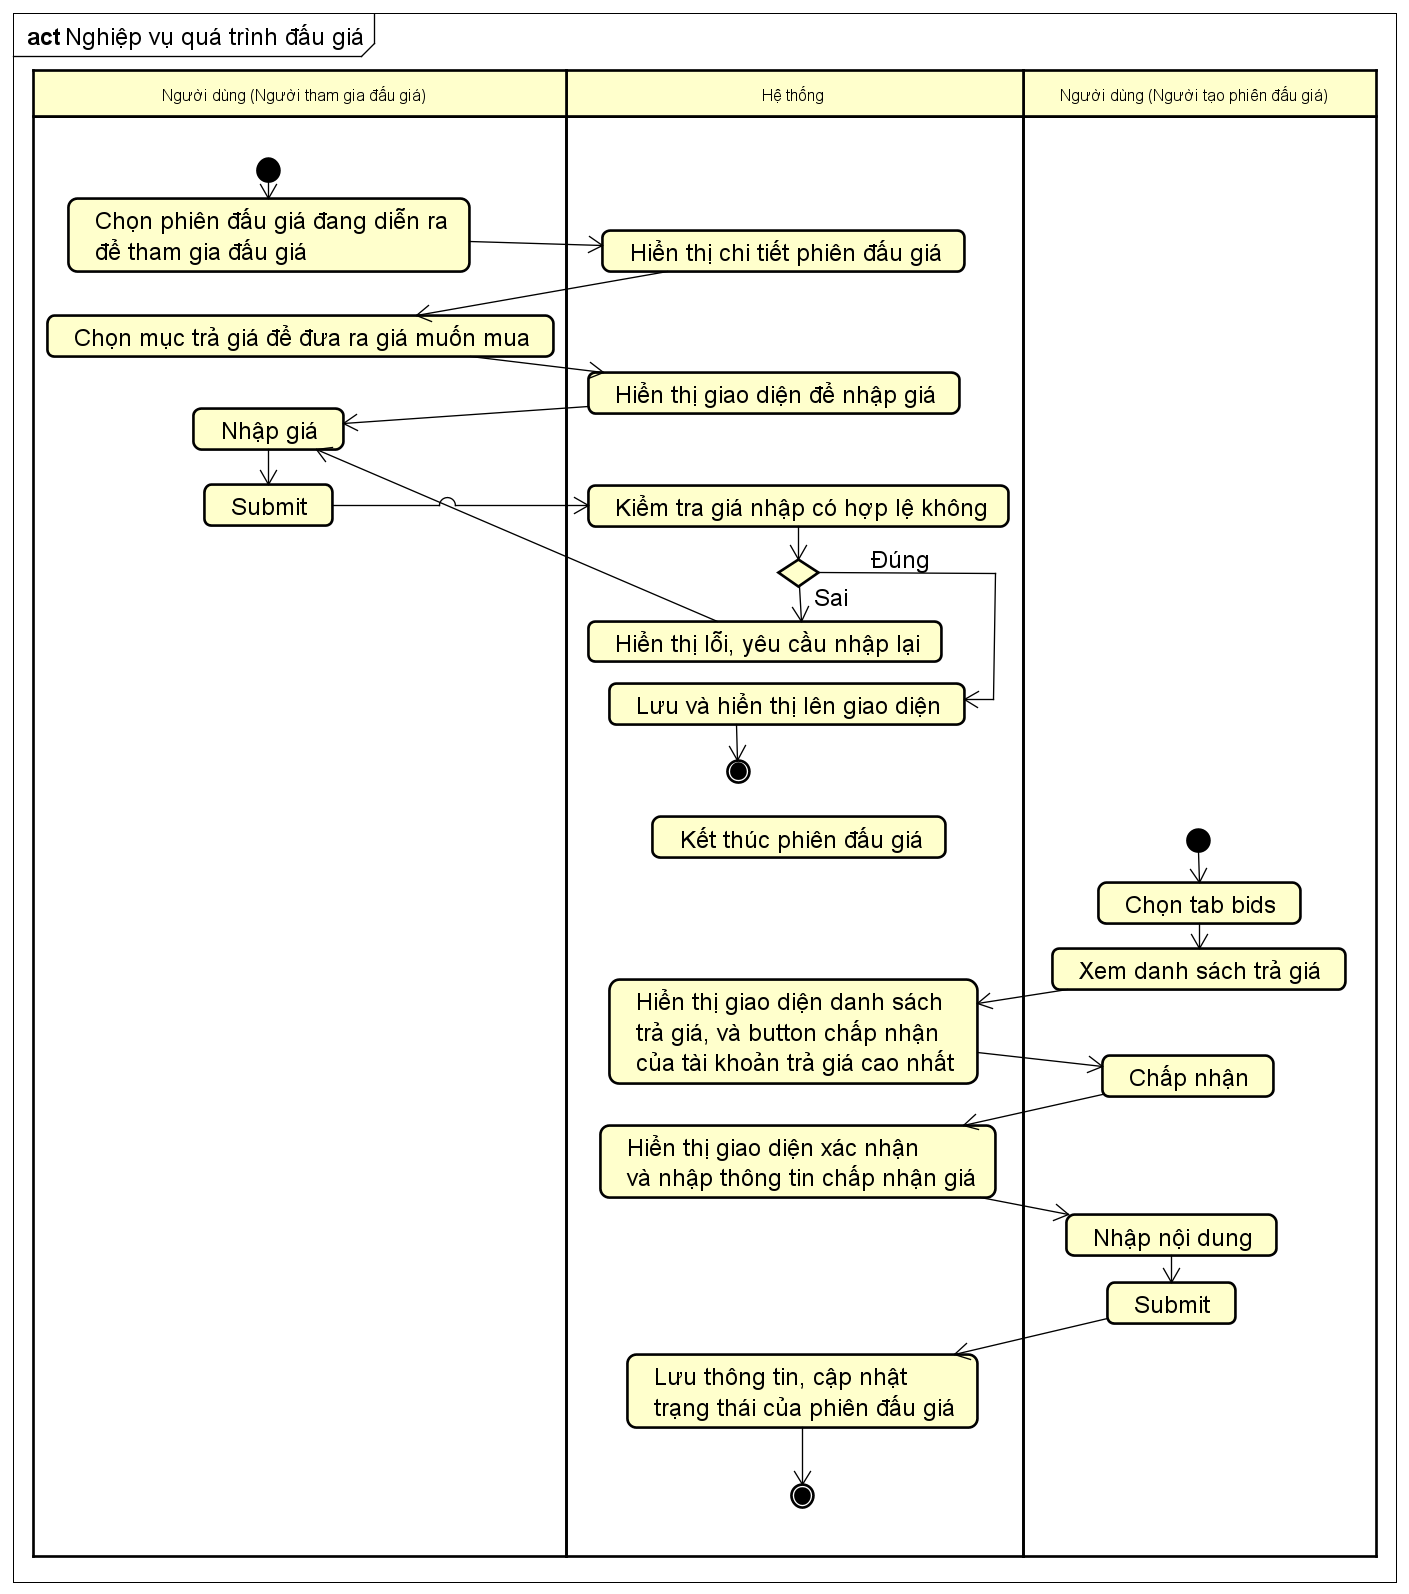 act Nghiệp vụ quá trình đấu giá
Người dùng (Người tham gia đấu giá)
Hệ thống
Người dùng (Người tạo phiên đấu giá)
Chọn phiên đấu giá đang diễn ra
để tham gia đấu giá
Hiển thị chi tiết phiên đấu giá
Chọn mục trả giá để đưa ra giá muốn mua
Hiển thị giao diện để nhập giá
Nhập giá
Submit
Kiểm tra giá nhập có hợp lệ không
Đúng
Sai
Hiển thị lỗi, yêu cầu nhập lại
Lưu và hiển thị lên giao diện
Kết thúc phiên đấu giá
Chọn tab bids
Xem danh sách trả giá
Hiển thị giao diện danh sách
trả giá, và button chấp nhận
của tài khoản trả giá cao nhất
Chấp nhận
Hiển thị giao diện xác nhận
và nhập thông tin chấp nhận giá
Nhập nội dung
Submit
Lưu thông tin, cập nhật
trạng thái của phiên đấu giá